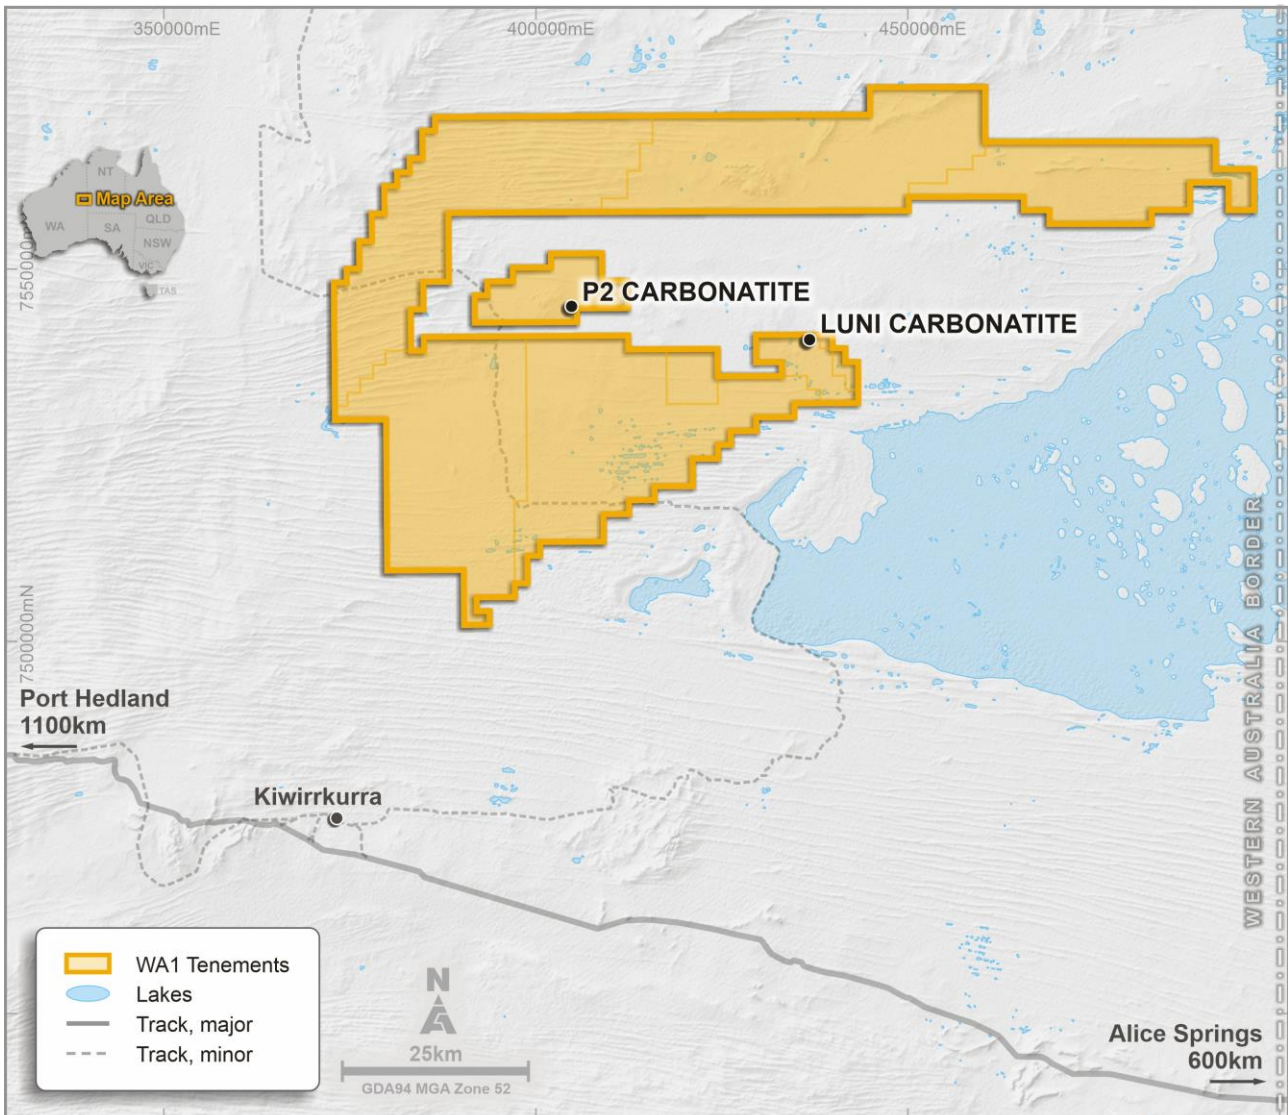 350000mE
400000mE
450000mE
NT
Map Area
WA
SA
QLD
NSW
VIC
TAS
7550000mN
P2 CARBONATITE
LUNI CARBONATITE
7500000mN
WESTERN AUSTRALIA BORDER
Port Hedland
1100km
Kiwirrkurra
WA1 Tenements
Lakes
Track, major
Track, minor
N
25km
GDA94 MGA Zone 52
Alice Springs
600km